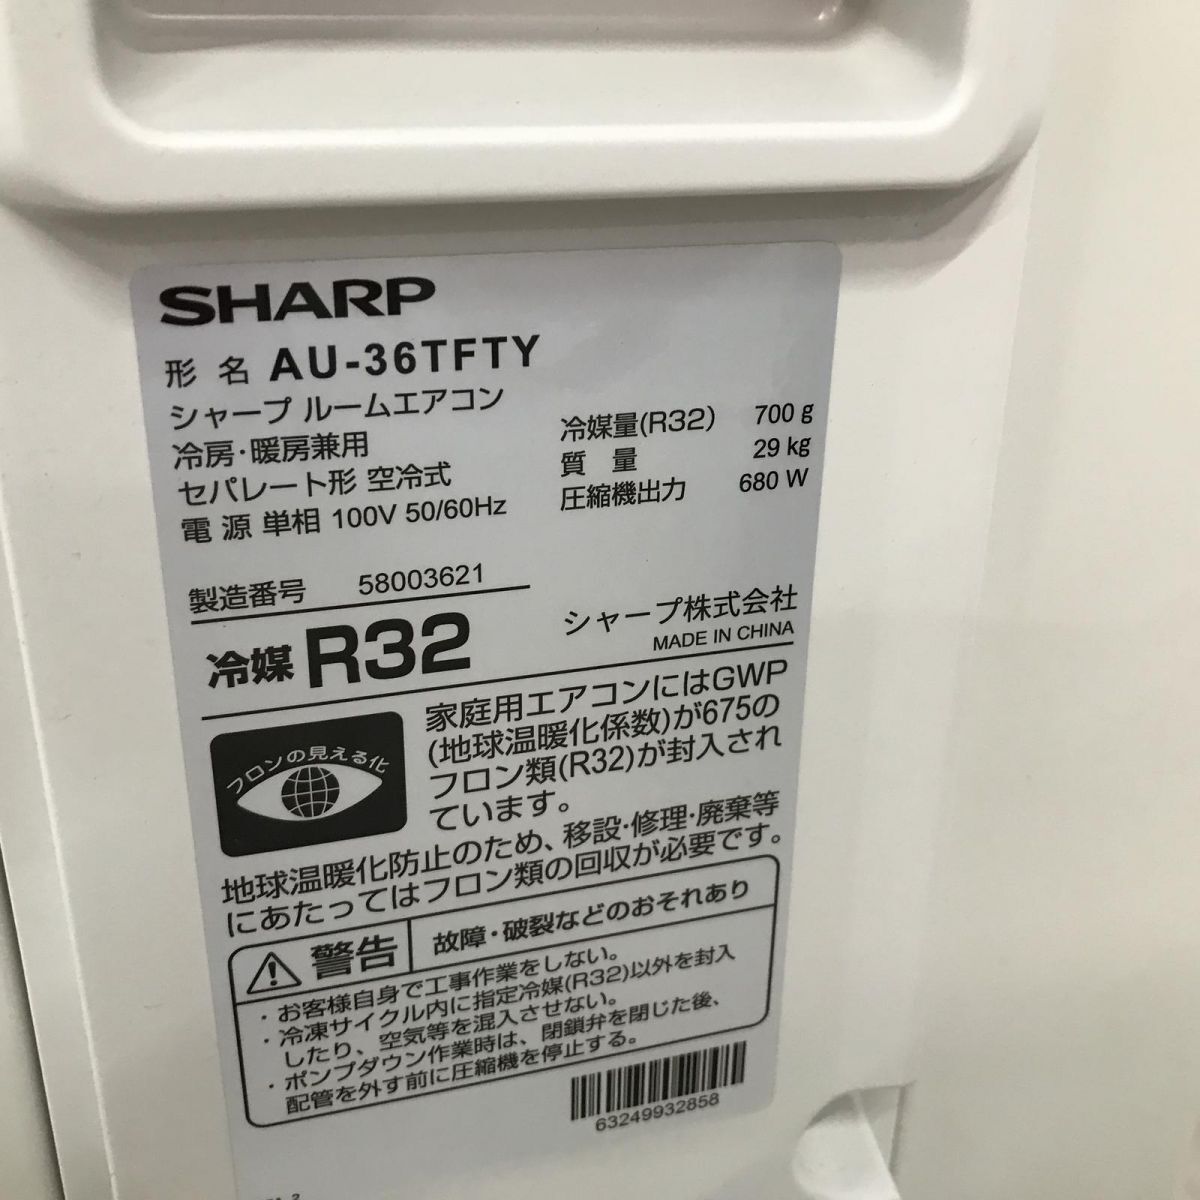 SHARP
形 名 AU-36TFTY
シャープ ルームエアコン
冷房・暖房兼用
セパレート形 空冷式
電 源 単相 100V 50/60Hz
冷媒量(R32) 700 g
質 量 29 kg
圧縮機出力 680 W
製造番号 58003621
シャープ株式会社
MADE IN CHINA
冷媒 R32
フロンの見える化
家庭用エアコンにはGWP
(地球温暖化係数)が675の
フロン類(R32)が封入され
ています。
地球温暖化防止のため、移設・修理・廃棄等
にあたってはフロン類の回収が必要です。
警告 故障・破裂などのおそれあり
・お客様自身で工事作業をしない。
・冷凍サイクル内に指定冷媒(R32)以外を封入
したり、空気等を混入させない。
・ポンプダウン作業時は、閉鎖弁を閉じた後、
配管を外す前に圧縮機を停止する。
63249932858